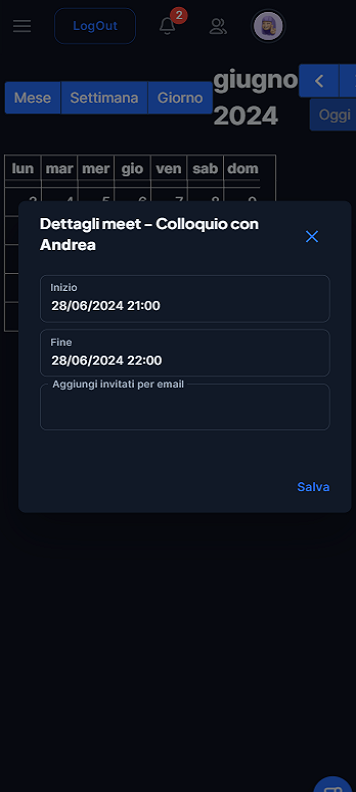 LogOut
2
Mese Settimana Giorno
giugno
2024
Oggi
lun mar mer gio ven sab dom
3 4 5 6 7 8 9
Dettagli meet - Colloquio con
Andrea
Inizio
28/06/2024 21:00
Fine
28/06/2024 22:00
Aggiungi invitati per email
Salva